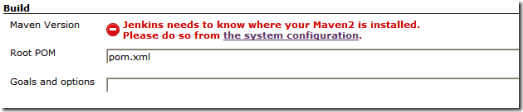 Build
Maven Version
Jenkins needs to know where your Maven2 is installed.
Please do so from the system configuration.
Root POM
pom.xml
Goals and options